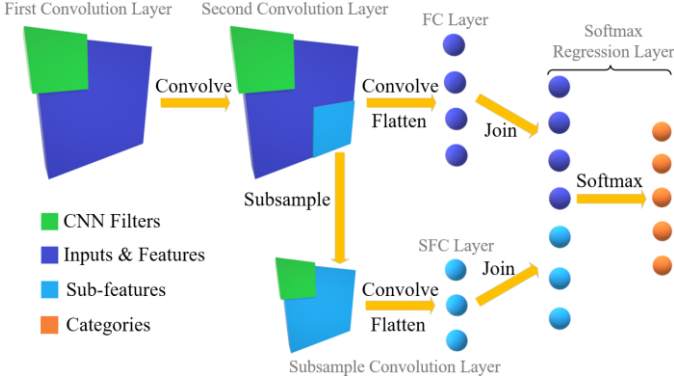 First Convolution Layer
Second Convolution Layer
FC Layer
Softmax
Regression Layer
Convolve
Convolve
Flatten
Join
Softmax
Subsample
CNN Filters
Inputs & Features
Sub-features
Categories
SFC Layer
Convolve
Flatten
Join
Subsample Convolution Layer